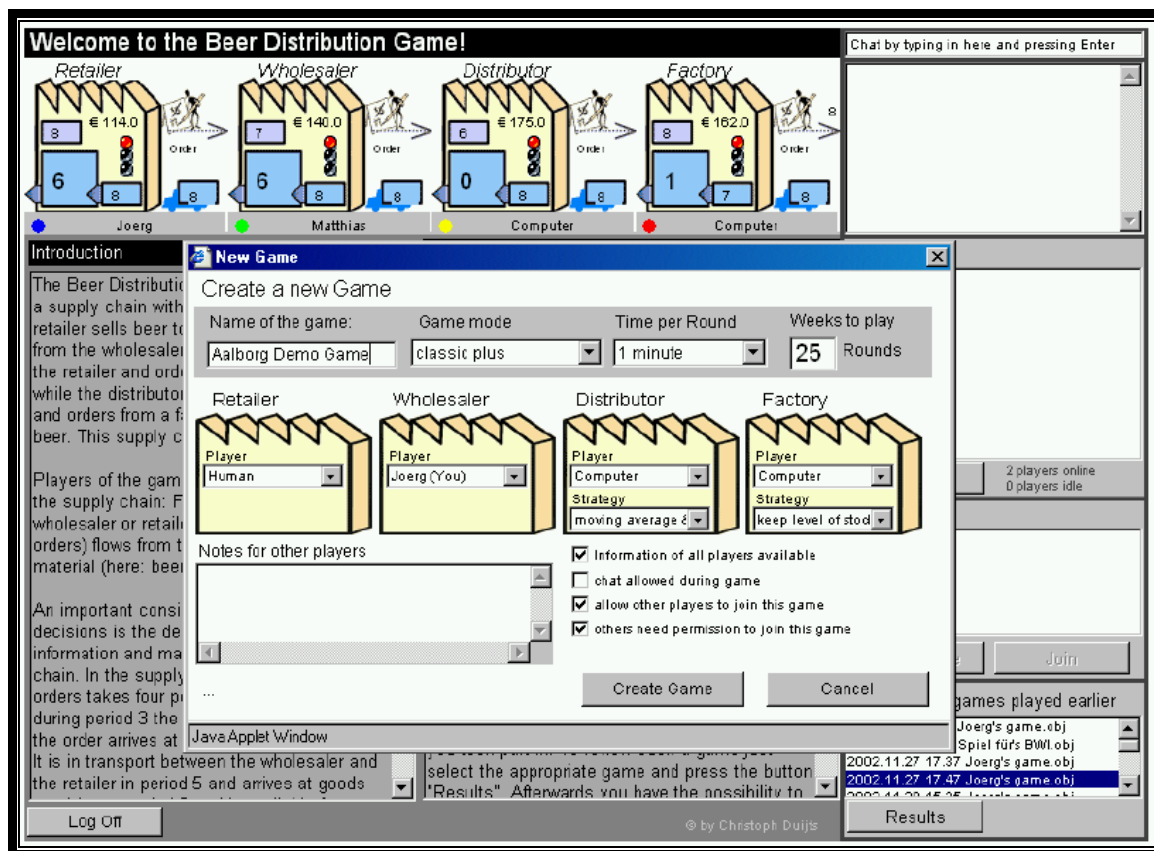 Welcome to the Beer Distribution Game!
Chat by typing in here and pressing Enter
Retailer
Wholesaler
Distributor
Factory
8
€ 114.0
Order
6
8
8
7
€ 140.0
Order
6
8
8
6
€ 175.0
Order
0
8
8
8
€ 162.0
8
Order
1
7
8
Joerg
Matthias
Computer
Computer
Introduction
The Beer Distributi
a supply chain with
retailer sells beer to
from the wholesaler
the retailer and ord
while the distributor
and orders from a f
beer. This supply c
Players of the gam
the supply chain: F
wholesaler or retail
orders) flows from t
material (here: beer
An important consi
decisions is the de
information and ma
chain. In the supply
orders takes four p
during period 3 the
the order arrives at
It is in transport between the wholesaler and
the retailer in period 5 and arrives at goods
New Game
Create a new Game
Name of the game:
Game mode
Time per Round
Weeks to play
Aalborg Demo Game
classic plus
1 minute
25
Rounds
Retailer
Wholesaler
Distributor
Factory
Player
Human
Player
Joerg (You)
Player
Computer
Strategy
moving average &
Player
Computer
Strategy
keep level of stoc
Notes for other players
Information of all players available
chat allowed during game
allow other players to join this game
others need permission to join this game
...
Create Game
Cancel
Java Applet Window
2 players online
0 players idle
Join
games played earlier
Joerg's game.obj
Spiel fürs BWI.obj
2002.11.27 17.37 Joerg's game.obj
2002.11.27 17.47 Joerg's game.obj
select the appropriate game and press the button
"Results". Afterwards you have the possibility to
Log Off
© by Christoph Duijts
Results